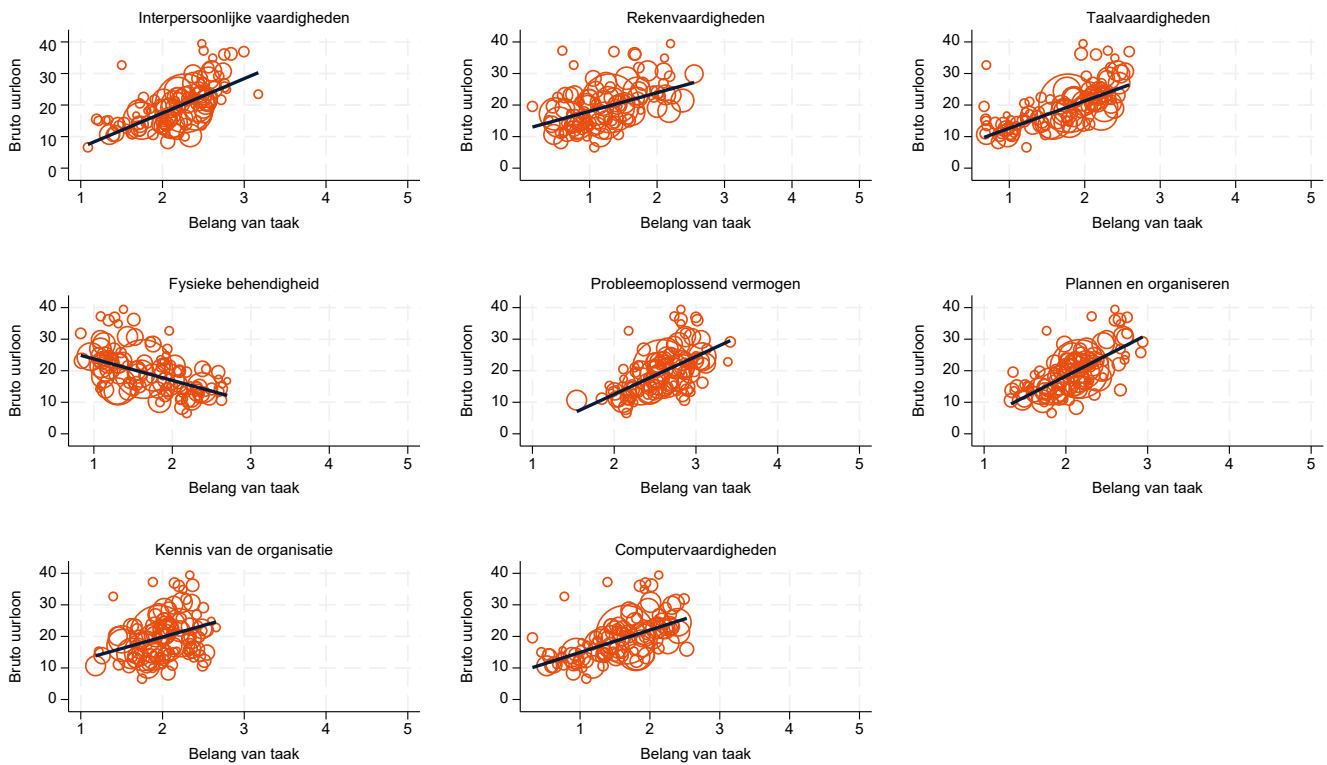 Interpersoonlijke vaardigheden
Bruto uurloon
40
30
20
10
0
1 2 3 4 5
Belang van taak
Rekenvaardigheden
Bruto uurloon
40
30
20
10
0
1 2 3 4 5
Belang van taak
Taalvaardigheden
Bruto uurloon
40
30
20
10
0
1 2 3 4 5
Belang van taak
Fysieke behendigheid
Bruto uurloon
40
30
20
10
0
1 2 3 4 5
Belang van taak
Probleemoplossend vermogen
Bruto uurloon
40
30
20
10
0
1 2 3 4 5
Belang van taak
Plannen en organiseren
Bruto uurloon
40
30
20
10
0
1 2 3 4 5
Belang van taak
Kennis van de organisatie
Bruto uurloon
40
30
20
10
0
1 2 3 4 5
Belang van taak
Computervaardigheden
Bruto uurloon
40
30
20
10
0
1 2 3 4 5
Belang van taak